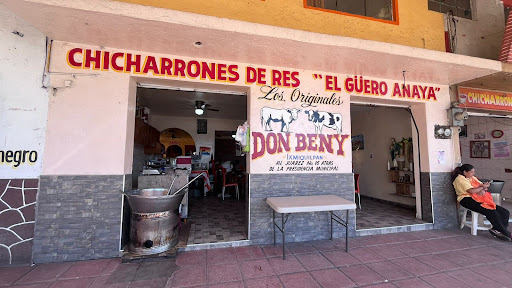 CHICHARRONES DE RES "EL GÜERO ANAYA"
Los Originales
DON BENY
IXMIQUILPAN
AV. JUÁREZ No 10 ATRAS
DE LA PRESIDENCIA MUNICIPAL
negro
CHICHARRON